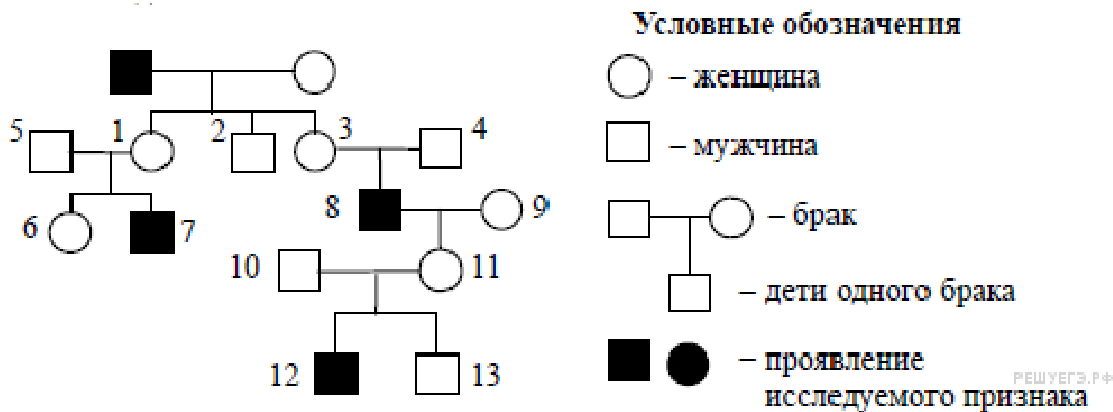 Условные обозначения
– женщина
– мужчина
– брак
– дети одного брака
– проявление
исследуемого признака
5 1 2 3 4
6 7 8 9
10 11
12 13
РЕШУЕГЭ.РФ